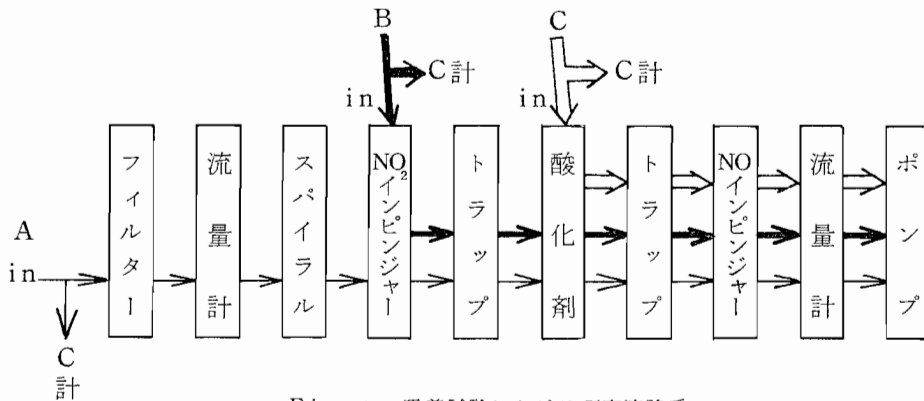 B
C
C計
C計
in
in
A
in
C
計
フィルター
流量計
スパイラル
NO₂インピンジャー
トラップ
酸化剤
トラップ
NOインピンジャー
流量計
ポンプ